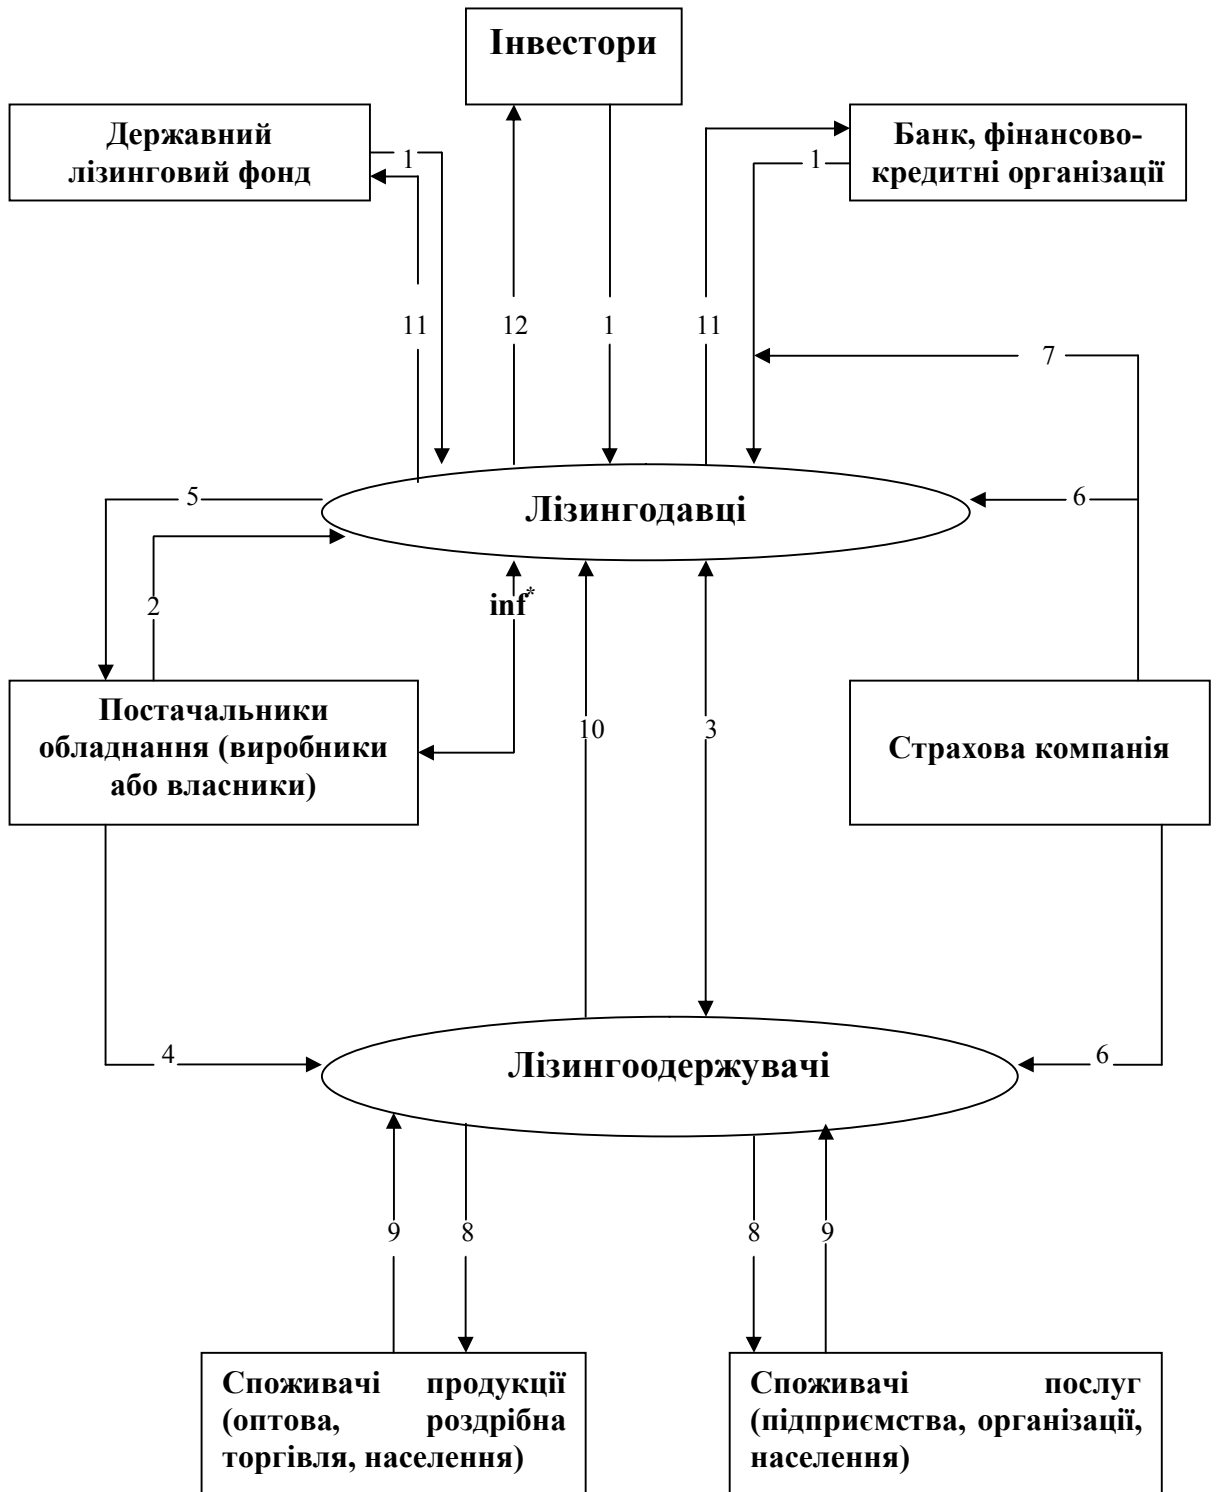 Інвестори
Державний
лізинговий фонд
Банк, фінансово-
кредитні організації
1
1
11
12
1
11
7
5
Лізингодавці
6
2
inf*
Постачальники
обладнання (виробники
або власники)
10
3
Страхова компанія
4
Лізингоодержувачі
6
9
8
8
9
Споживачі продукції
(оптова, роздрібна
торгівля, населення)
Споживачі послуг
(підприємства, організації,
населення)